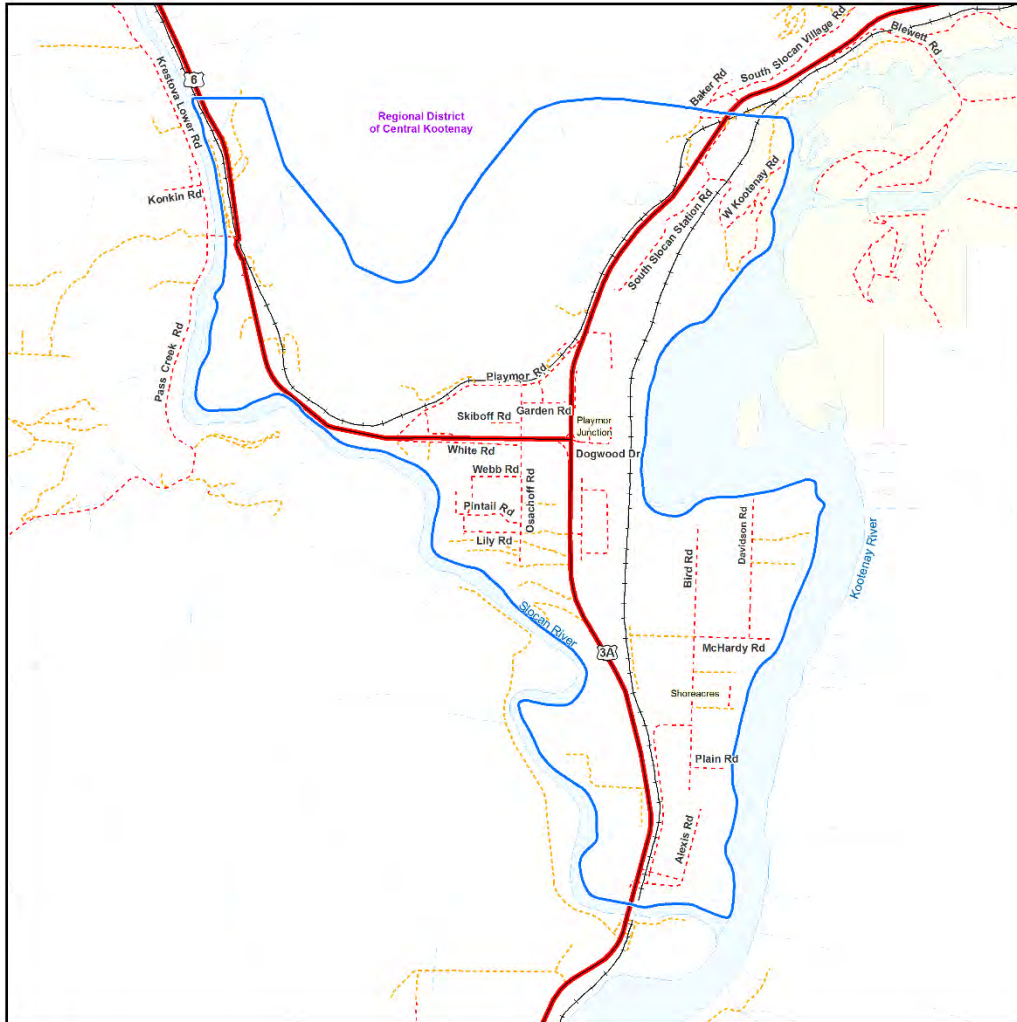 South Slocan Village Rd
Blewett Rd
Baker Rd
6
Krestova Lower Rd
Regional District
of Central Kootenay
Konkin Rd
W Kootenay Rd
South Slocan Station Rd
Pass Creek Rd
Playmor Rd
Skiboff Rd
Garden Rd
Playmor
Junction
White Rd
Dogwood Dr
Webb Rd
Osachoff Rd
Pintail Rd
Lily Rd
Davidson Rd
Bird Rd
Kootenay River
Slocan River
3A
McHardy Rd
Shoreacres
Plain Rd
Alexis Rd